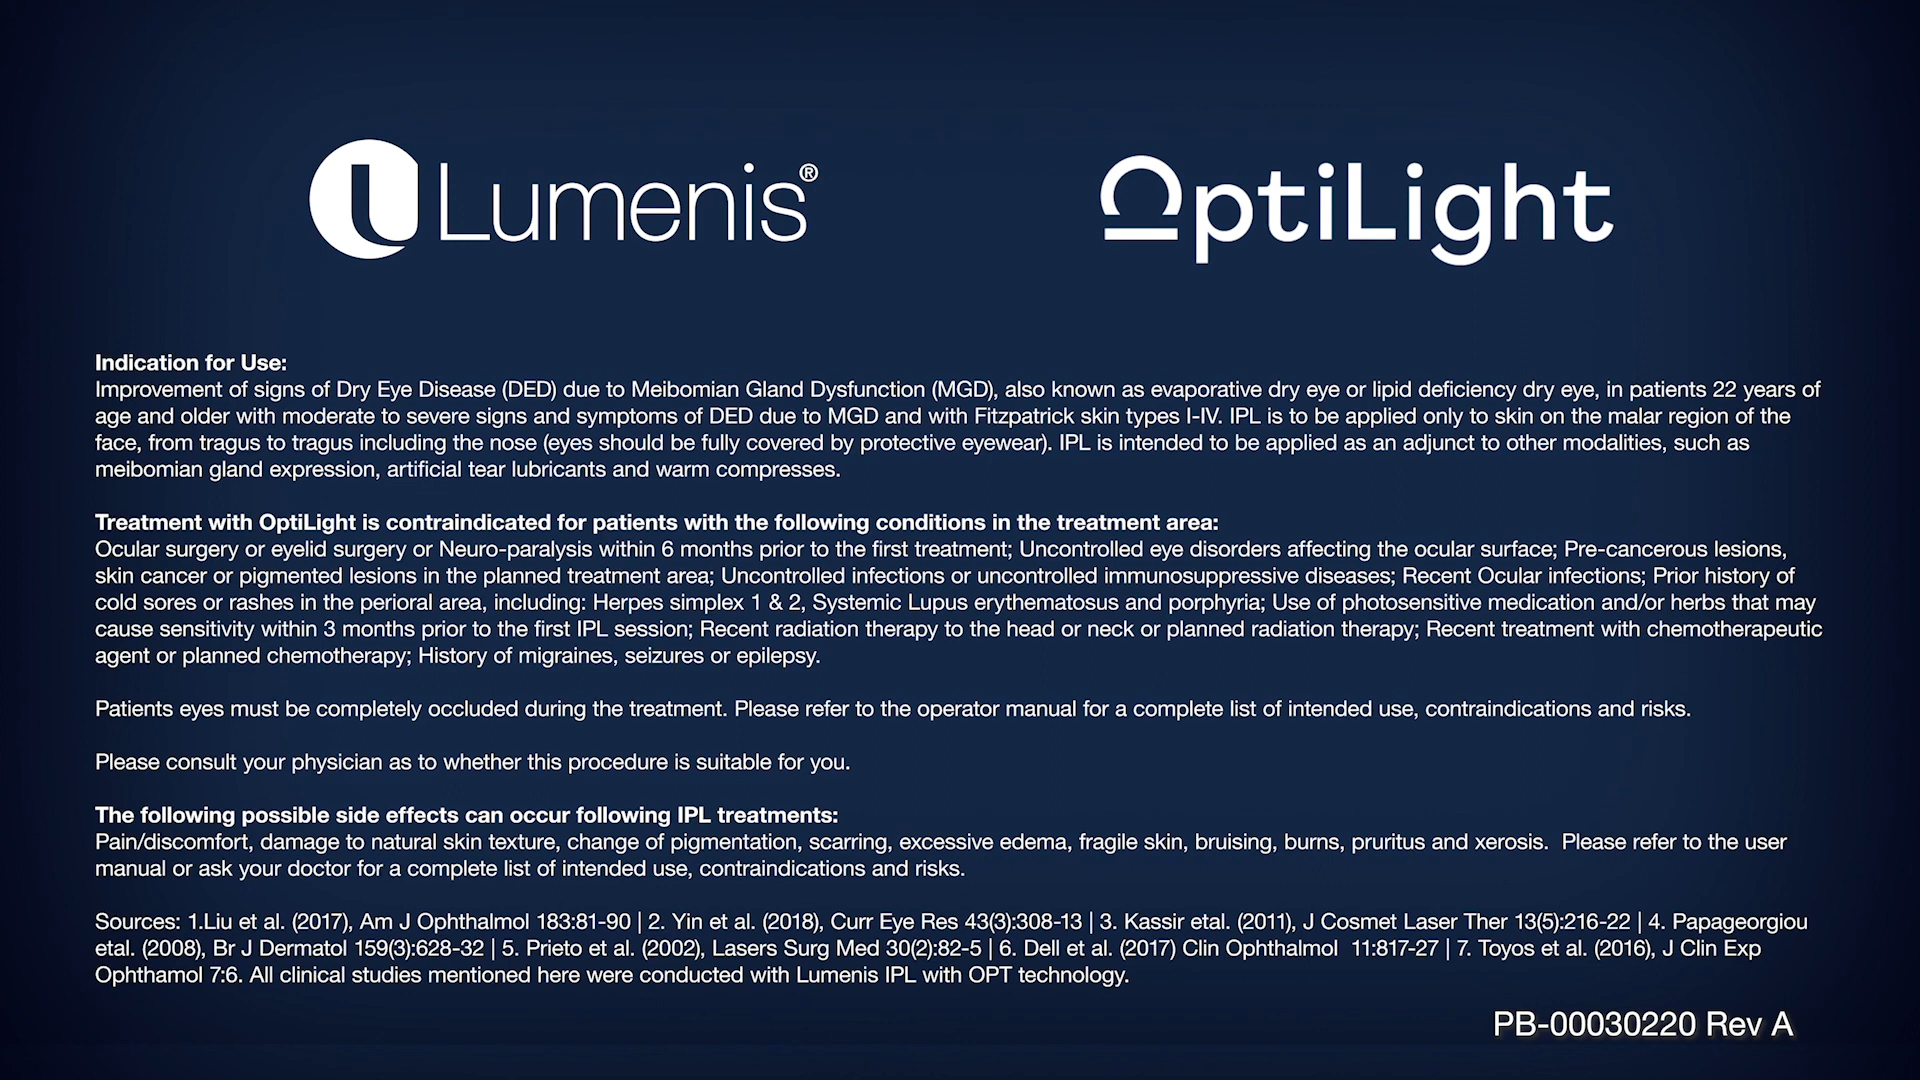 Lumenis®
OptiLight
Indication for Use:
Improvement of signs of Dry Eye Disease (DED) due to Meibomian Gland Dysfunction (MGD), also known as evaporative dry eye or lipid deficiency dry eye, in patients 22 years of
age and older with moderate to severe signs and symptoms of DED due to MGD and with Fitzpatrick skin types I-IV. IPL is to be applied only to skin on the malar region of the
face, from tragus to tragus including the nose (eyes should be fully covered by protective eyewear). IPL is intended to be applied as an adjunct to other modalities, such as
meibomian gland expression, artificial tear lubricants and warm compresses.
Treatment with OptiLight is contraindicated for patients with the following conditions in the treatment area:
Ocular surgery or eyelid surgery or Neuro-paralysis within 6 months prior to the first treatment; Uncontrolled eye disorders affecting the ocular surface; Pre-cancerous lesions,
skin cancer or pigmented lesions in the planned treatment area; Uncontrolled infections or uncontrolled immunosuppressive diseases; Recent Ocular infections; Prior history of
cold sores or rashes in the perioral area, including: Herpes simplex 1 & 2, Systemic Lupus erythematosus and porphyria; Use of photosensitive medication and/or herbs that may
cause sensitivity within 3 months prior to the first IPL session; Recent radiation therapy to the head or neck or planned radiation therapy; Recent treatment with chemotherapeutic
agent or planned chemotherapy; History of migraines, seizures or epilepsy.
Patients eyes must be completely occluded during the treatment. Please refer to the operator manual for a complete list of intended use, contraindications and risks.
Please consult your physician as to whether this procedure is suitable for you.
The following possible side effects can occur following IPL treatments:
Pain/discomfort, damage to natural skin texture, change of pigmentation, scarring, excessive edema, fragile skin, bruising, burns, pruritus and xerosis.  Please refer to the user
manual or ask your doctor for a complete list of intended use, contraindications and risks.
Sources: 1.Liu et al. (2017), Am J Ophthalmol 183:81-90 | 2. Yin et al. (2018), Curr Eye Res 43(3):308-13 | 3. Kassir etal. (2011), J Cosmet Laser Ther 13(5):216-22 | 4. Papageorgiou
etal. (2008), Br J Dermatol 159(3):628-32 | 5. Prieto et al. (2002), Lasers Surg Med 30(2):82-5 | 6. Dell et al. (2017) Clin Ophthalmol  11:817-27 | 7. Toyos et al. (2016), J Clin Exp
Ophthamol 7:6. All clinical studies mentioned here were conducted with Lumenis IPL with OPT technology.
PB-00030220 Rev A